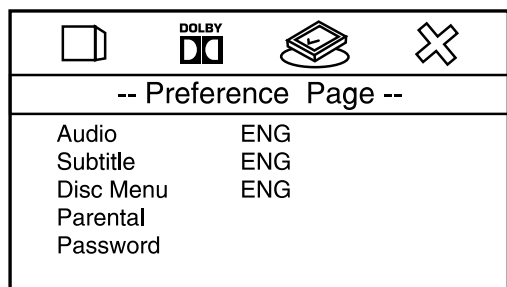 DOLBY
-- Preference Page --
Audio ENG
Subtitle ENG
Disc Menu ENG
Parental
Password